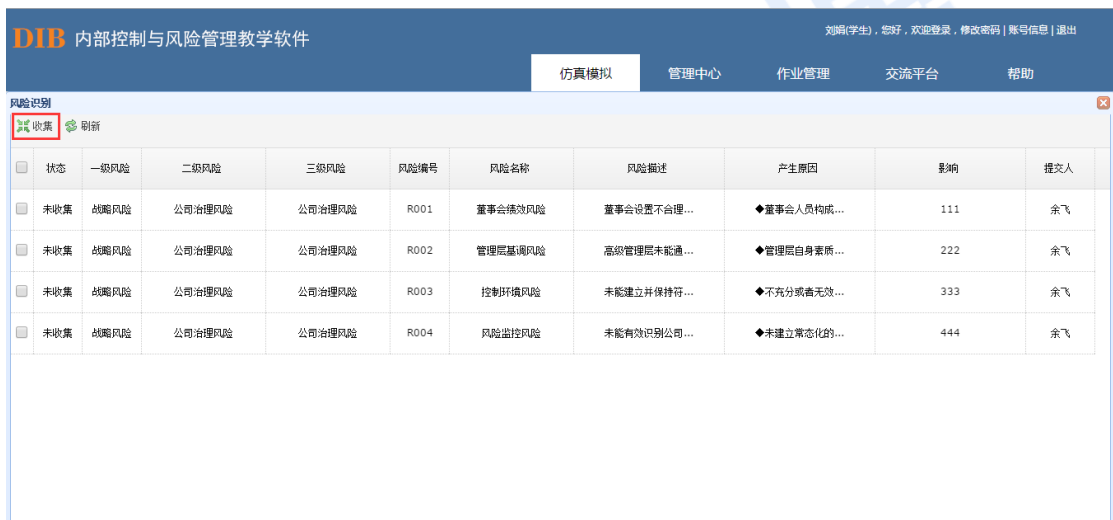 DIB 内部控制与风险管理教学软件
刘娟(学生),您好,欢迎登录,修改密码|账号信息|退出
仿真模拟 管理中心 作业管理 交流平台 帮助
风险识别
收集 刷新
状态 一级风险 二级风险 三级风险 风险编号 风险名称 风险描述 产生原因 影响 提交人
未收集 战略风险 公司治理风险 公司治理风险 R001 董事会绩效风险 董事会设置不合理... ◆董事会人员构成... 111 余飞
未收集 战略风险 公司治理风险 公司治理风险 R002 管理层基调风险 高级管理层未能通... ◆管理层自身素质... 222 余飞
未收集 战略风险 公司治理风险 公司治理风险 R003 控制环境风险 未能建立并保持符... ◆不充分或者无效... 333 余飞
未收集 战略风险 公司治理风险 公司治理风险 R004 风险监控风险 未能有效识别公司... ◆未建立常态化的... 444 余飞